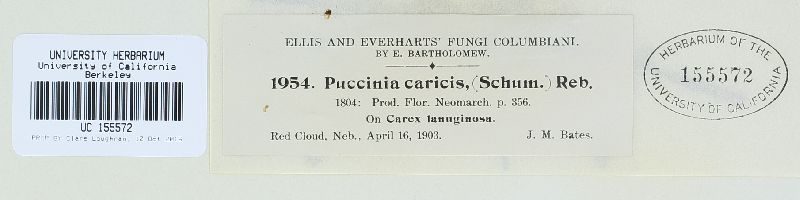 UNIVERSITY HERBARIUM
University of California
Berkeley
UC 155572
ELLIS AND EVERHARTS' FUNGI COLUMBIANI.
BY E. BARTHOLOMEW.
1954. Puccinia caricis, (Schum.) Reb.
1804: Prod. Flor. Neomarch. p. 356.
On Carex lanuginosa.
Red Cloud, Neb., April 16, 1903. J. M. Bates.
HERBARIUM OF THE
155572
UNIVERSITY OF CALIFORNIA